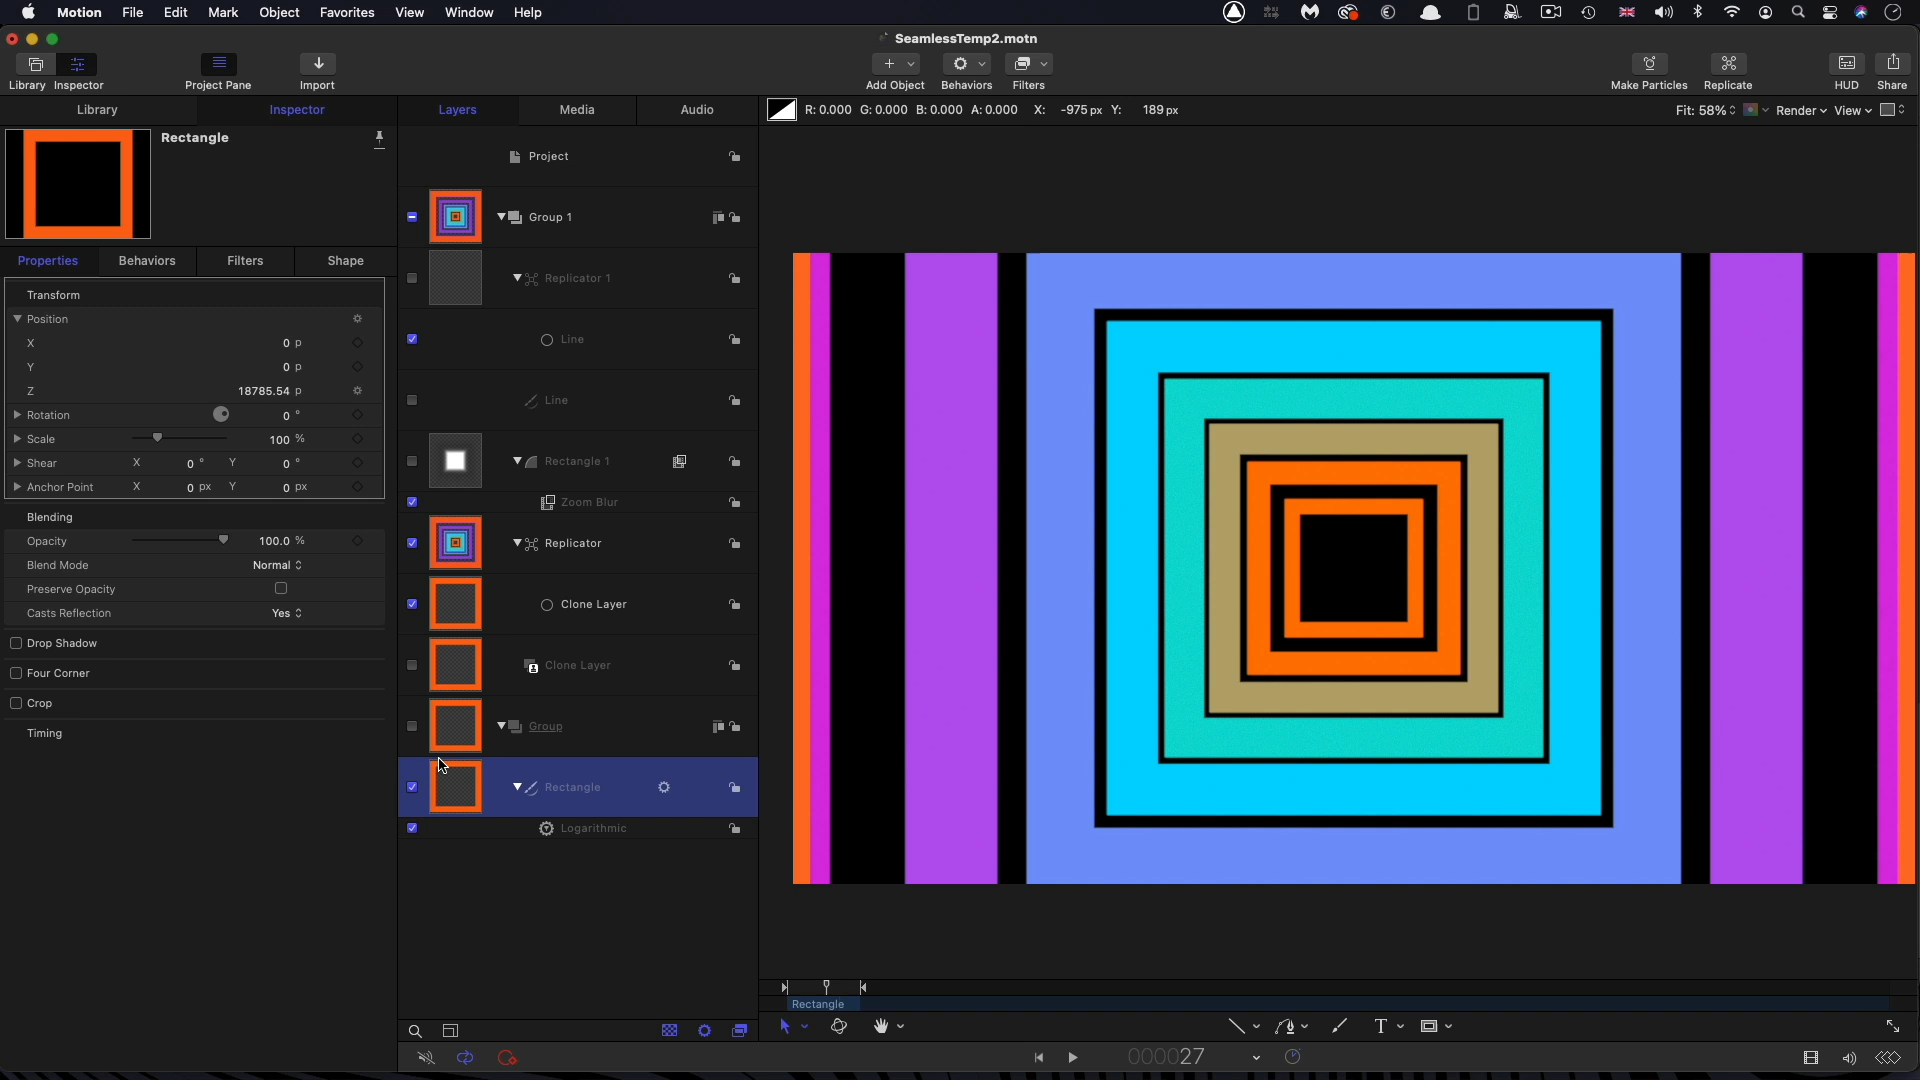 Motion File Edit Mark Object Favorites View Window Help
SeamlessTemp2.motn
Library Inspector Project Pane Import Add Object Behaviors Filters Make Particles Replicate HUD Share
Library Inspector Layers Media Audio R: 0.000 G: 0.000 B: 0.000 A: 0.000 X: -975 px Y: 189 px Fit: 58% Render View
Rectangle
Project
Group 1
Properties Behaviors Filters Shape
Replicator 1
Transform
Position
X 0 p
Line
Y 0 p
Z 18785.54 p
Line
Rotation 0 °
Scale 100 %
Shear X 0 ° Y 0 °
Rectangle 1
Anchor Point X 0 px Y 0 px
Zoom Blur
Blending
Opacity 100.0 %
Replicator
Blend Mode Normal
Preserve Opacity
Clone Layer
Casts Reflection Yes
Drop Shadow
Clone Layer
Four Corner
Crop
Group
Timing
Rectangle
Logarithmic
Rectangle
T
000027